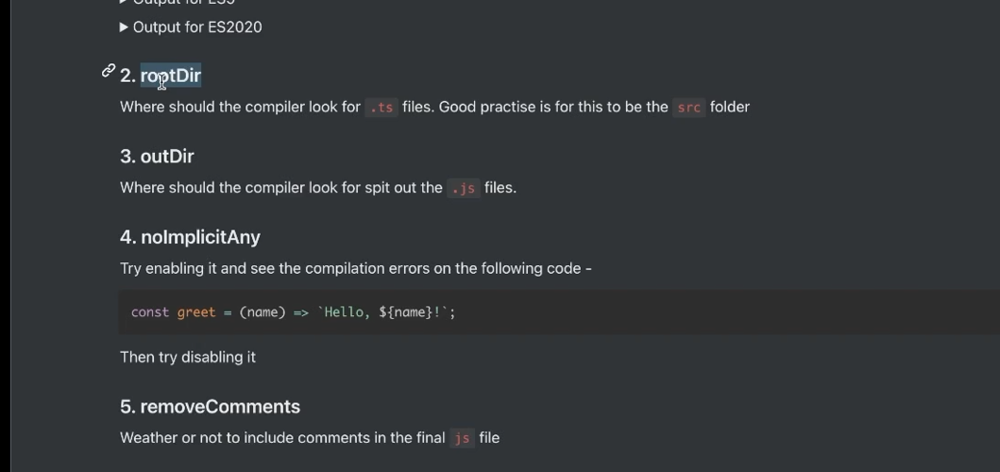 Output for ES5
Output for ES2020
2. rootDir
Where should the compiler look for .ts files. Good practise is for this to be the src folder
3. outDir
Where should the compiler look for spit out the .js files.
4. noImplicitAny
Try enabling it and see the compilation errors on the following code -
const greet = (name) => `Hello, ${name}!`;
Then try disabling it
5. removeComments
Weather or not to include comments in the final js file